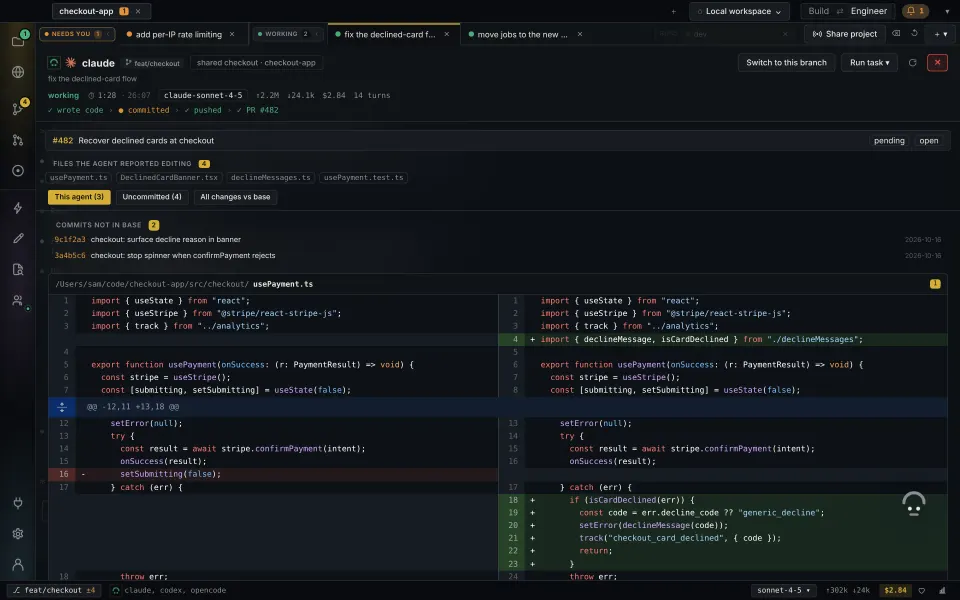 checkout-app 1 ×
+ Local workspace Build ⇄ Engineer 1
1
NEEDS YOU 1
add per-IP rate limiting ×
WORKING 2
fix the declined-card f... ×
move jobs to the new ... ×
dev ×
Share project
+
claude feat/checkout shared checkout · checkout-app
Switch to this branch Run task ▾
fix the declined-card flow
working 1:28 · 26:07 claude-sonnet-4-5 ↑2.2M ↓24.1k $2.84 14 turns
✓ wrote code › ● committed › ✓ pushed › ✓ PR #482
4
#482 Recover declined cards at checkout pending open
FILES THE AGENT REPORTED EDITING 4
usePayment.ts DeclinedCardBanner.tsx declineMessages.ts usePayment.test.ts
This agent (3) Uncommitted (4) All changes vs base
COMMITS NOT IN BASE 2
9c1f2a3 checkout: surface decline reason in banner 2026-10-16
3a4b5c6 checkout: stop spinner when confirmPayment rejects 2026-10-16
/Users/sam/code/checkout-app/src/checkout/ usePayment.ts 1
1 import { useState } from "react"; 1 import { useState } from "react";
2 import { useStripe } from "@stripe/react-stripe-js"; 2 import { useStripe } from "@stripe/react-stripe-js";
3 import { track } from "../analytics"; 3 import { track } from "../analytics";
4 + import { declineMessage, isCardDeclined } from "./declineMessages";
4 5
5 export function usePayment(onSuccess: (r: PaymentResult) => void) { 6 export function usePayment(onSuccess: (r: PaymentResult) => void) {
6 const stripe = useStripe(); 7 const stripe = useStripe();
7 const [submitting, setSubmitting] = useState(false); 8 const [submitting, setSubmitting] = useState(false);
@@ -12,11 +13,18 @@
12 setError(null); 13 setError(null);
13 try { 14 try {
14 const result = await stripe.confirmPayment(intent); 15 const result = await stripe.confirmPayment(intent);
15 onSuccess(result); 16 onSuccess(result);
16 - setSubmitting(false);
17 } catch (err) { 17 } catch (err) {
18 + if (isCardDeclined(err)) {
19 + const code = err.decline_code ?? "generic_decline";
20 + setError(declineMessage(code));
21 + track("checkout_card_declined", { code });
22 + return;
23 + }
18 throw err; 24 throw err;
feat/checkout ±4 claude, codex, opencode sonnet-4-5 ▾ ↑302k ↓24k $2.84